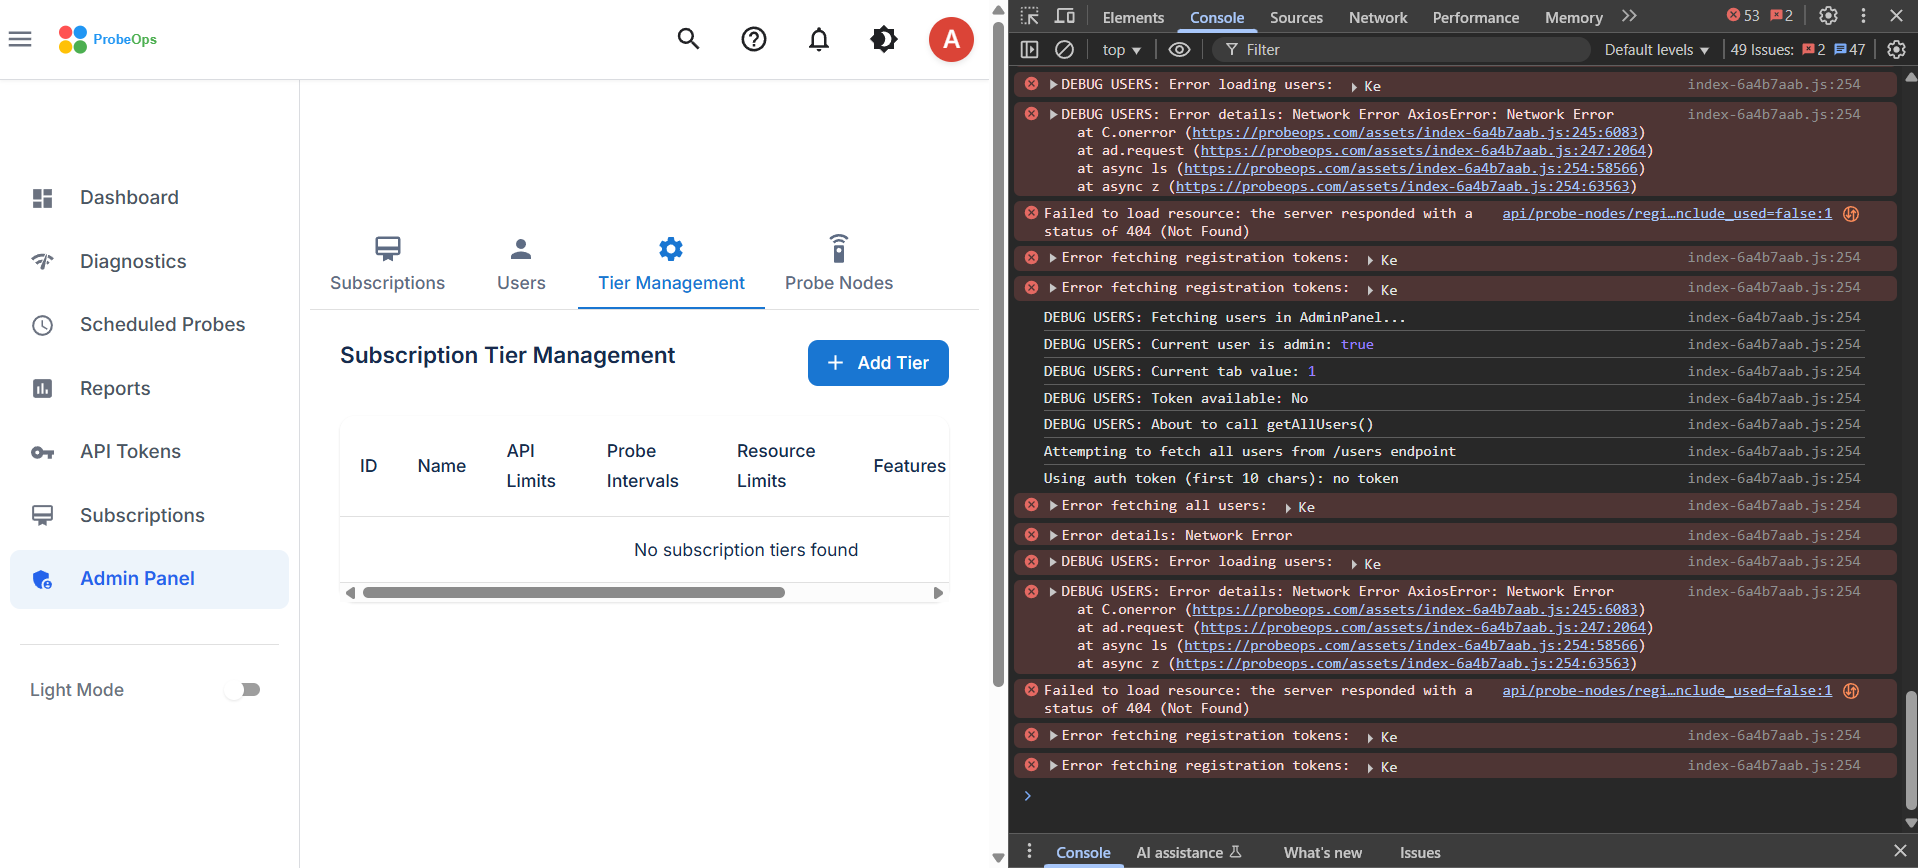 ProbeOps
A
Dashboard
Diagnostics
Scheduled Probes
Reports
API Tokens
Subscriptions
Admin Panel
Light Mode
Subscriptions
Users
Tier Management
Probe Nodes
Subscription Tier Management
+ Add Tier
ID
Name
API
Limits
Probe
Intervals
Resource
Limits
Features
No subscription tiers found
Elements
Console
Sources
Network
Performance
Memory
53
2
top
Filter
Default levels
49 Issues: 2 47
DEBUG USERS: Error loading users: Ke index-6a4b7aab.js:254
DEBUG USERS: Error details: Network Error AxiosError: Network Error index-6a4b7aab.js:254
at C.onerror (https://probeops.com/assets/index-6a4b7aab.js:245:6083)
at ad.request (https://probeops.com/assets/index-6a4b7aab.js:247:2064)
at async ls (https://probeops.com/assets/index-6a4b7aab.js:254:58566)
at async z (https://probeops.com/assets/index-6a4b7aab.js:254:63563)
Failed to load resource: the server responded with a api/probe-nodes/regi…nclude_used=false:1
status of 404 (Not Found)
Error fetching registration tokens: Ke index-6a4b7aab.js:254
Error fetching registration tokens: Ke index-6a4b7aab.js:254
DEBUG USERS: Fetching users in AdminPanel... index-6a4b7aab.js:254
DEBUG USERS: Current user is admin: true index-6a4b7aab.js:254
DEBUG USERS: Current tab value: 1 index-6a4b7aab.js:254
DEBUG USERS: Token available: No index-6a4b7aab.js:254
DEBUG USERS: About to call getAllUsers() index-6a4b7aab.js:254
Attempting to fetch all users from /users endpoint index-6a4b7aab.js:254
Using auth token (first 10 chars): no token index-6a4b7aab.js:254
Error fetching all users: Ke index-6a4b7aab.js:254
Error details: Network Error index-6a4b7aab.js:254
DEBUG USERS: Error loading users: Ke index-6a4b7aab.js:254
DEBUG USERS: Error details: Network Error AxiosError: Network Error index-6a4b7aab.js:254
at C.onerror (https://probeops.com/assets/index-6a4b7aab.js:245:6083)
at ad.request (https://probeops.com/assets/index-6a4b7aab.js:247:2064)
at async ls (https://probeops.com/assets/index-6a4b7aab.js:254:58566)
at async z (https://probeops.com/assets/index-6a4b7aab.js:254:63563)
Failed to load resource: the server responded with a api/probe-nodes/regi…nclude_used=false:1
status of 404 (Not Found)
Error fetching registration tokens: Ke index-6a4b7aab.js:254
Error fetching registration tokens: Ke index-6a4b7aab.js:254
Console
AI assistance
What's new
Issues